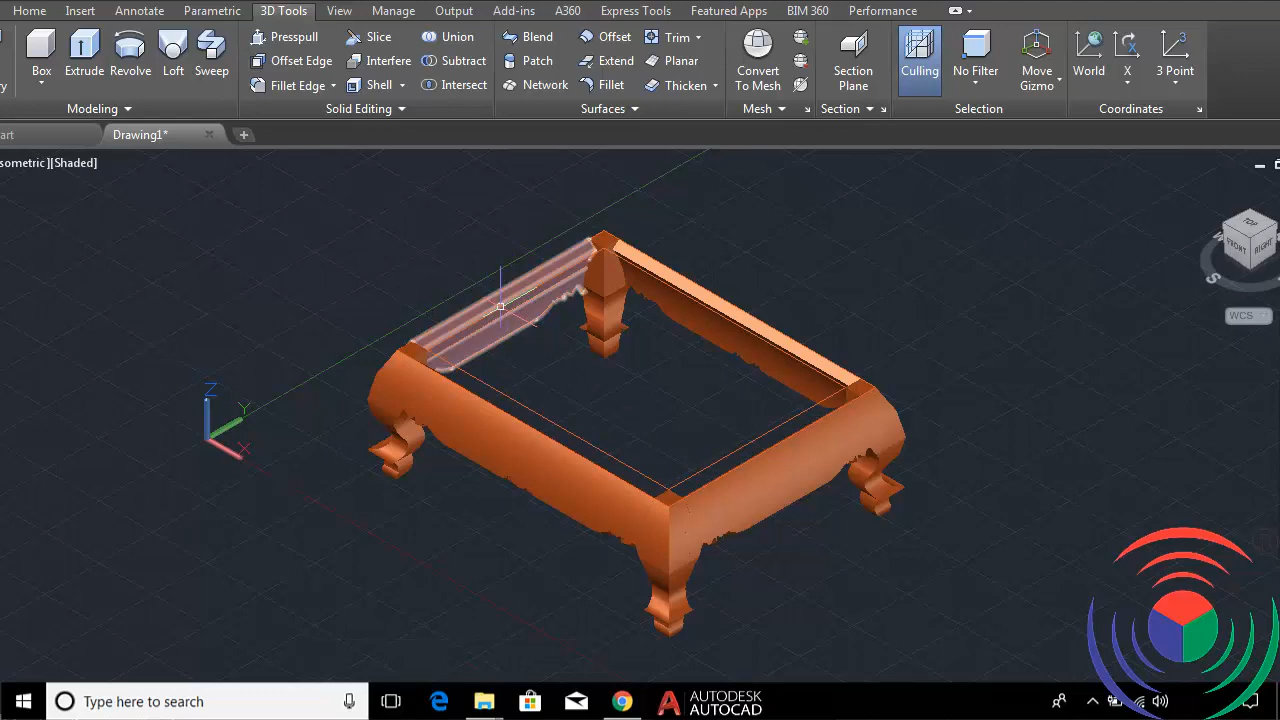 Home Insert Annotate Parametric 3D Tools View Manage Output Add-ins A360 Express Tools Featured Apps BIM 360 Performance
Presspull Slice Union Blend Offset Trim
Offset Edge Interfere Subtract Patch Extend Planar
Fillet Edge Shell Intersect Network Fillet Thicken
Box Extrude Revolve Loft Sweep
Convert To Mesh Section Plane Culling No Filter Move Gizmo World X 3 Point
Modeling Solid Editing Surfaces Mesh Section Selection Coordinates
art Drawing1*
sometric ][Shaded]
TOP
FRONT RIGHT
W
S
WCS
Z
Y
X
Type here to search
AUTODESK
AUTOCAD